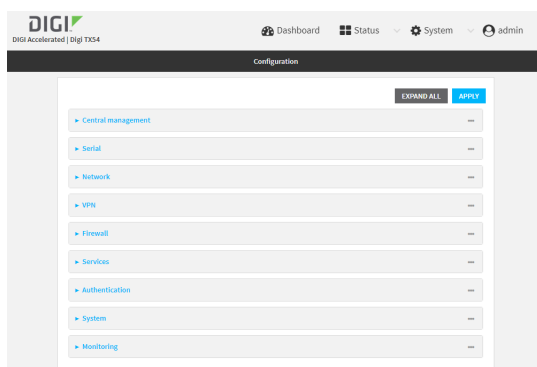 DIGI
Dashboard Status System admin
DIGI Accelerated | Digi TX54
Configuration
EXPAND ALL APPLY
Central management
Serial
Network
VPN
Firewall
Services
Authentication
System
Monitoring